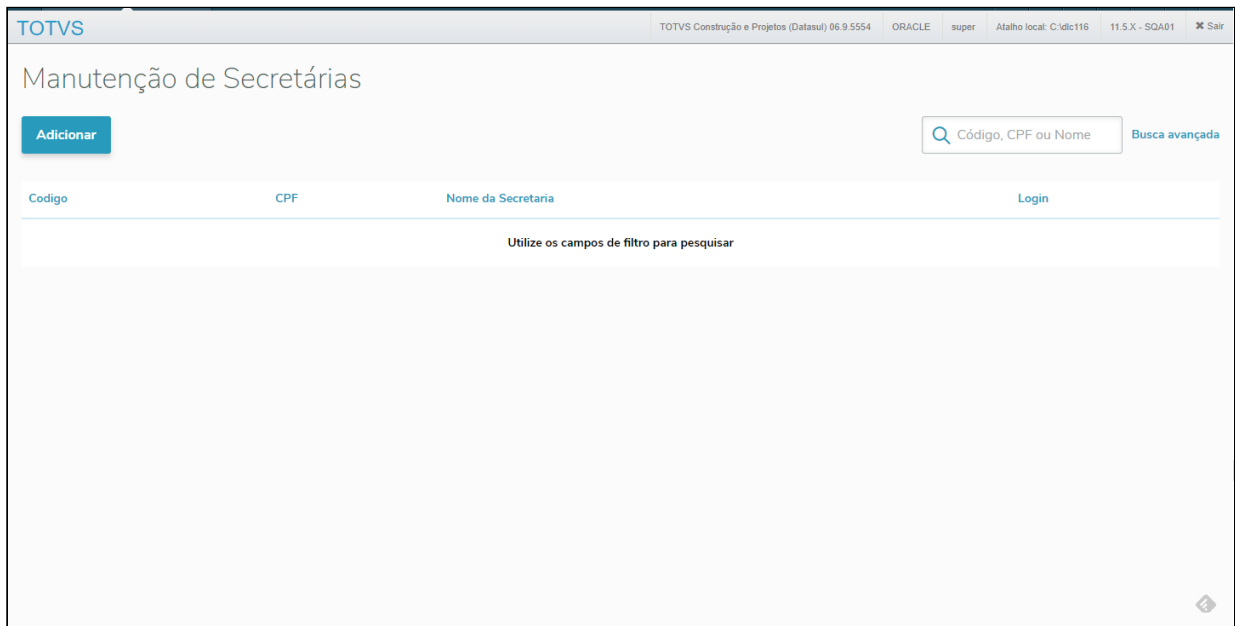 TOTVS TOTVS Construção e Projetos (Datasul) 06.9.5554 ORACLE super Atalho local: C:\dlc116 11.5.X - SQA01 ✖ Sair
Manutenção de Secretárias
Adicionar Código, CPF ou Nome Busca avançada
Codigo CPF Nome da Secretaria Login
Utilize os campos de filtro para pesquisar